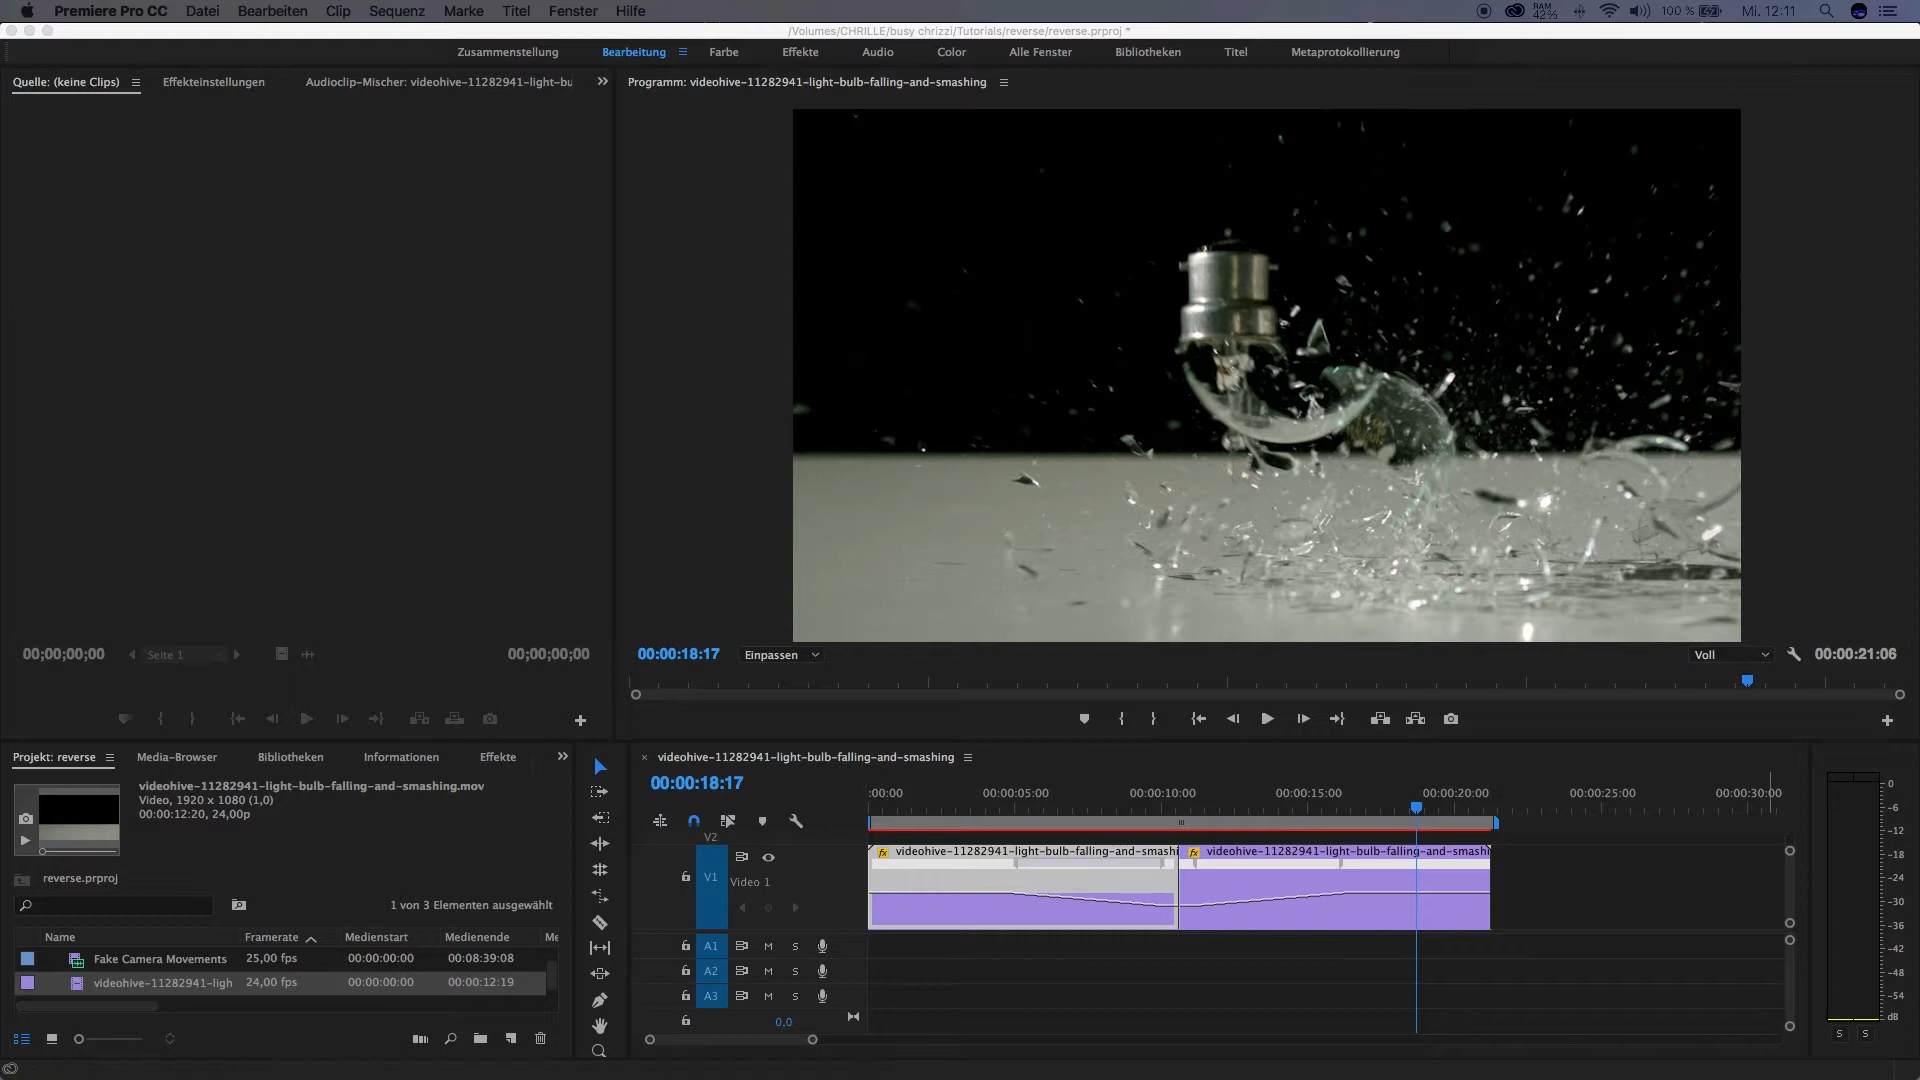 Premiere Pro CC Datei Bearbeiten Clip Sequenz Marke Titel Fenster Hilfe RAM 42% 100 % Mi. 12:11
/Volumes/CHRILLE/busy chrizzi/Tutorials/reverse/reverse.prproj *
Zusammenstellung Bearbeitung Farbe Effekte Audio Color Alle Fenster Bibliotheken Titel Metaprotokollierung
Quelle: (keine Clips) Effekteinstellungen Audioclip-Mischer: videohive-11282941-light-bu
Programm: videohive-11282941-light-bulb-falling-and-smashing
00;00;00;00 Seite 1 00;00;00;00
00:00:18:17 Einpassen Voll 00:00:21:06
Projekt: reverse Media-Browser Bibliotheken Informationen Effekte
videohive-11282941-light-bulb-falling-and-smashing.mov
Video, 1920 x 1080 (1,0)
00:00:12:20, 24,00p
reverse.prproj
1 von 3 Elementen ausgewählt
Name Framerate Medienstart Medienende Me
Fake Camera Movements 25,00 fps 00:00:00:00 00:08:39:08
videohive-11282941-ligh 24,00 fps 00:00:00:00 00:00:12:19
× videohive-11282941-light-bulb-falling-and-smashing
00:00:18:17
:00:00 00:00:05:00 00:00:10:00 00:00:15:00 00:00:20:00 00:00:25:00 00:00:30:00
V2
fx videohive-11282941-light-bulb-falling-and-smashi fx videohive-11282941-light-bulb-falling-and-smashi
V1 Video 1
A1 M S
A2 M S
A3 M S
0,0
0
-6
-12
-18
-24
-30
-36
-42
-48
-54
dB
S S